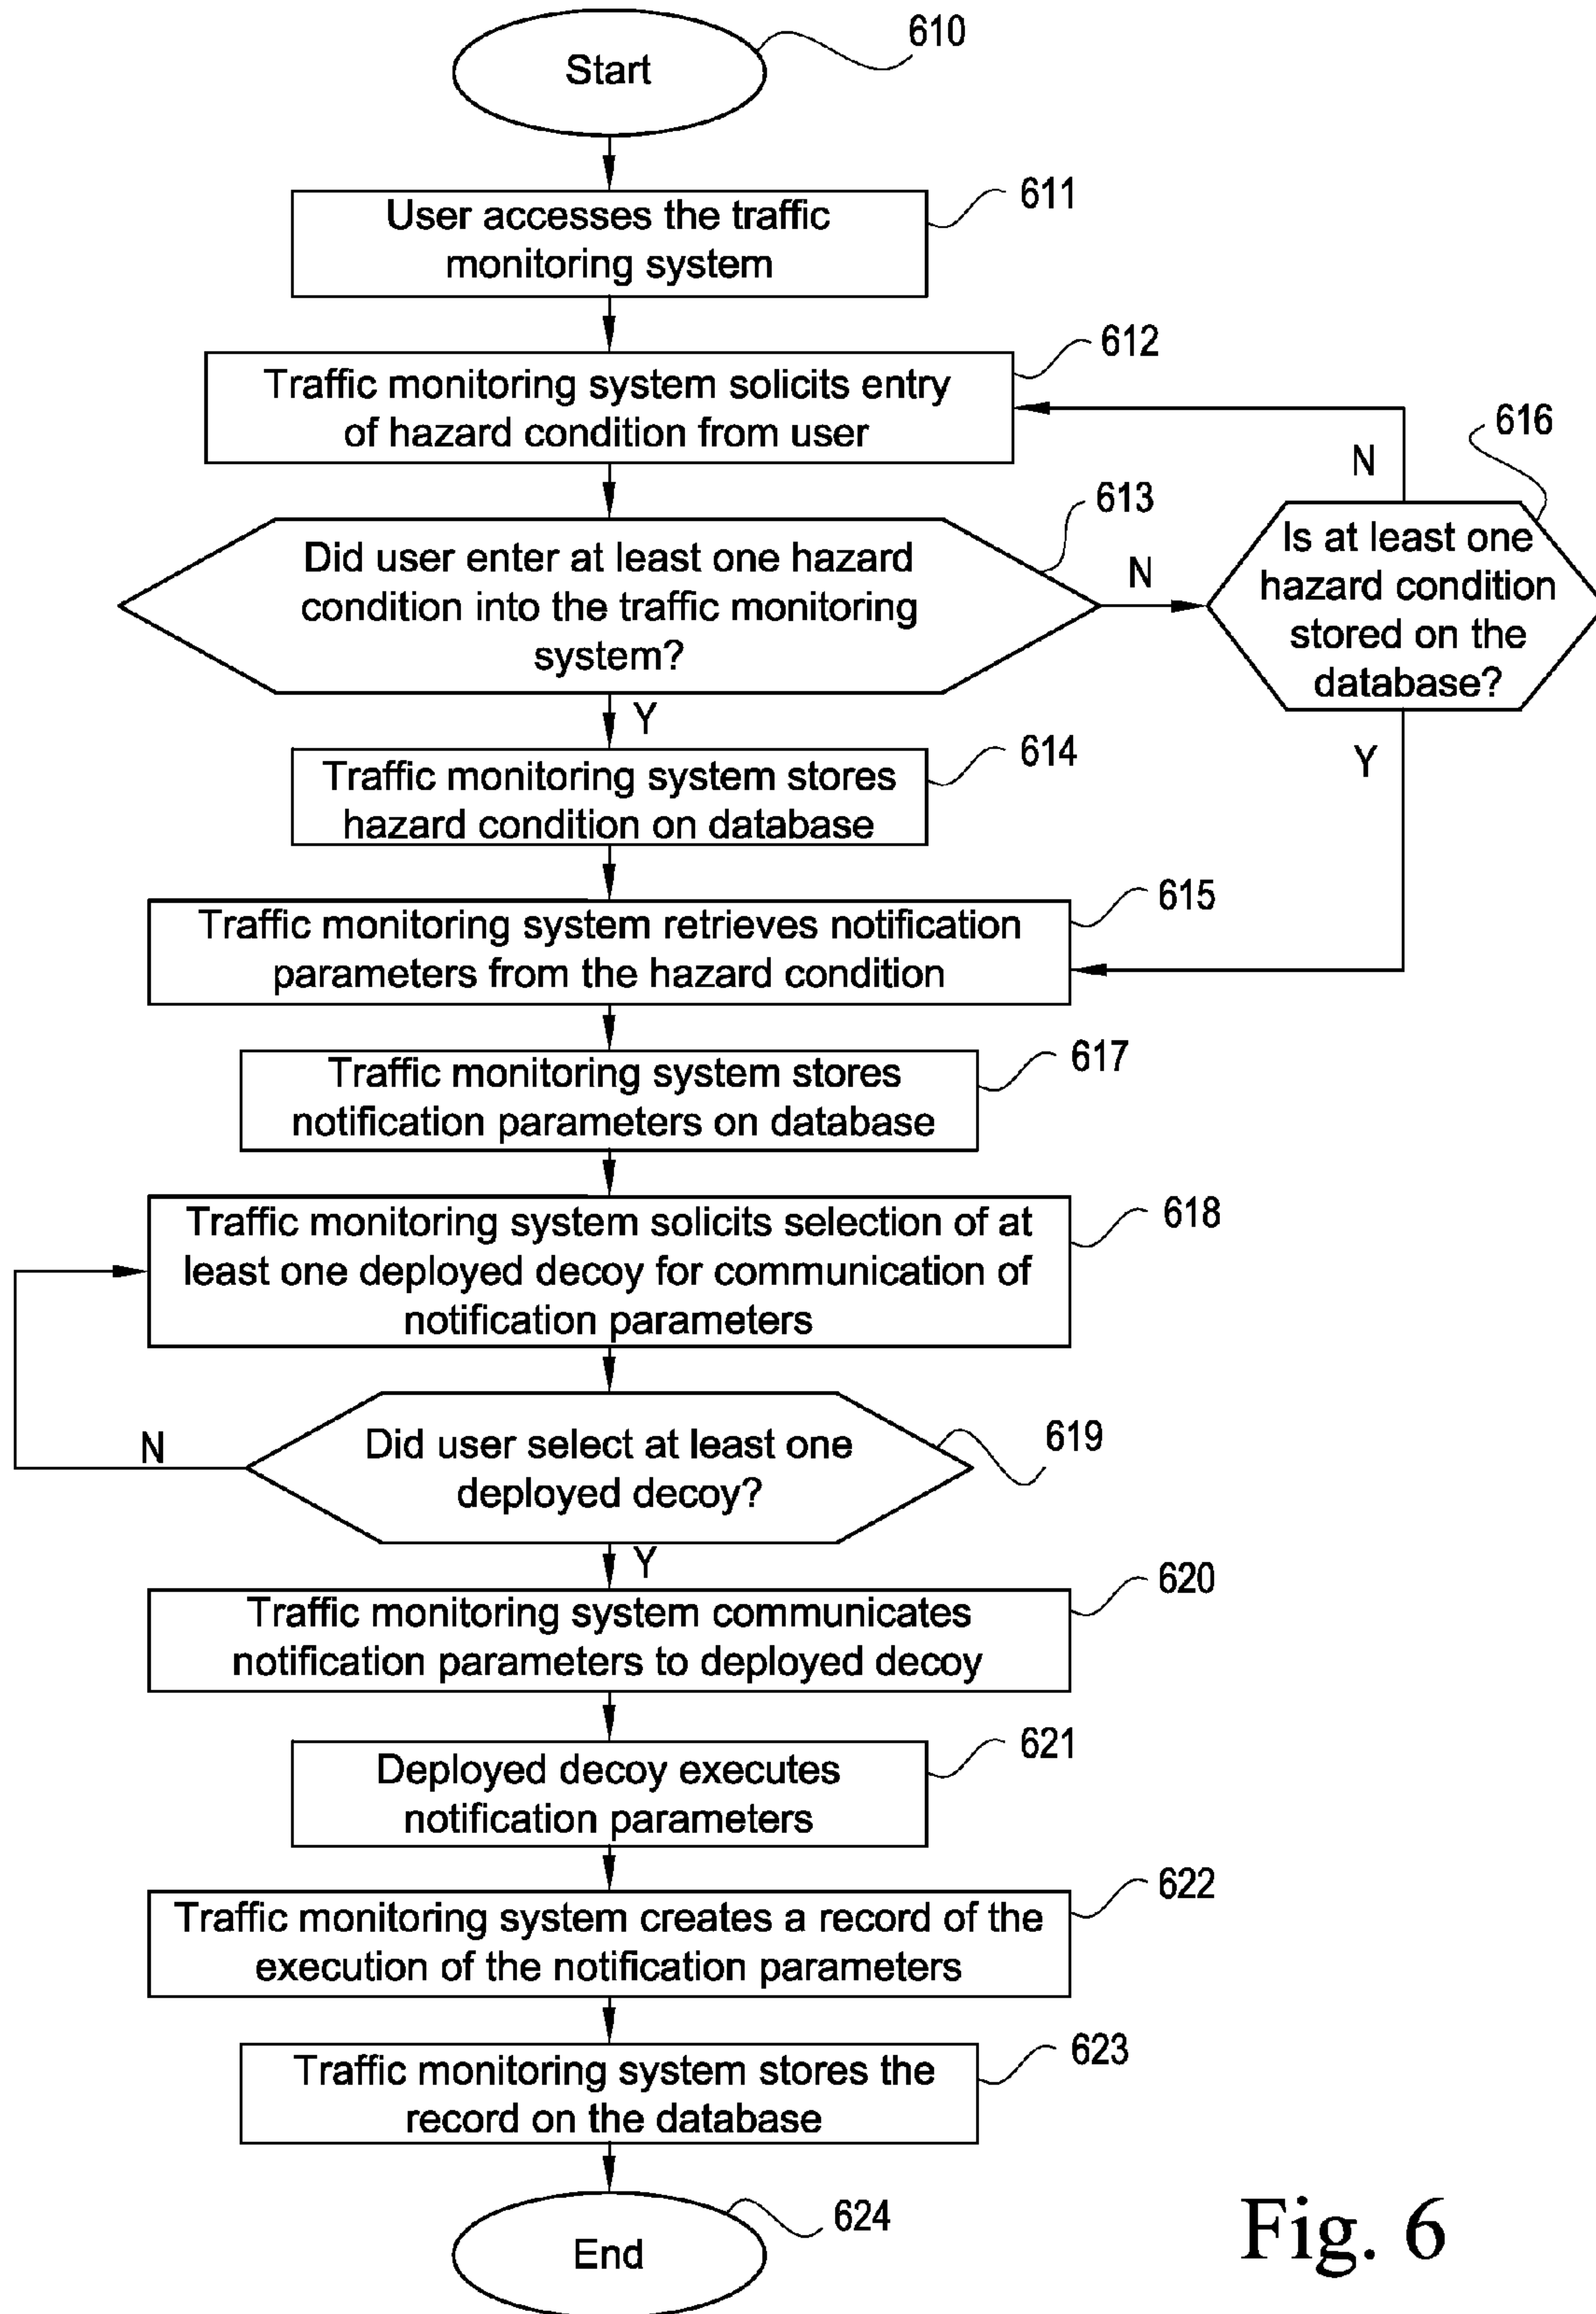 Start
610
User accesses the traffic
monitoring system
611
Traffic monitoring system solicits entry
of hazard condition from user
612
Did user enter at least one hazard
condition into the traffic monitoring
system?
613
N
Is at least one
hazard condition
stored on the
database?
616
N
Y
Y
Traffic monitoring system stores
hazard condition on database
614
Traffic monitoring system retrieves notification
parameters from the hazard condition
615
Traffic monitoring system stores
notification parameters on database
617
Traffic monitoring system solicits selection of at
least one deployed decoy for communication of
notification parameters
618
Did user select at least one
deployed decoy?
619
N
Y
Traffic monitoring system communicates
notification parameters to deployed decoy
620
Deployed decoy executes
notification parameters
621
Traffic monitoring system creates a record of the
execution of the notification parameters
622
Traffic monitoring system stores the
record on the database
623
End
624
Fig. 6